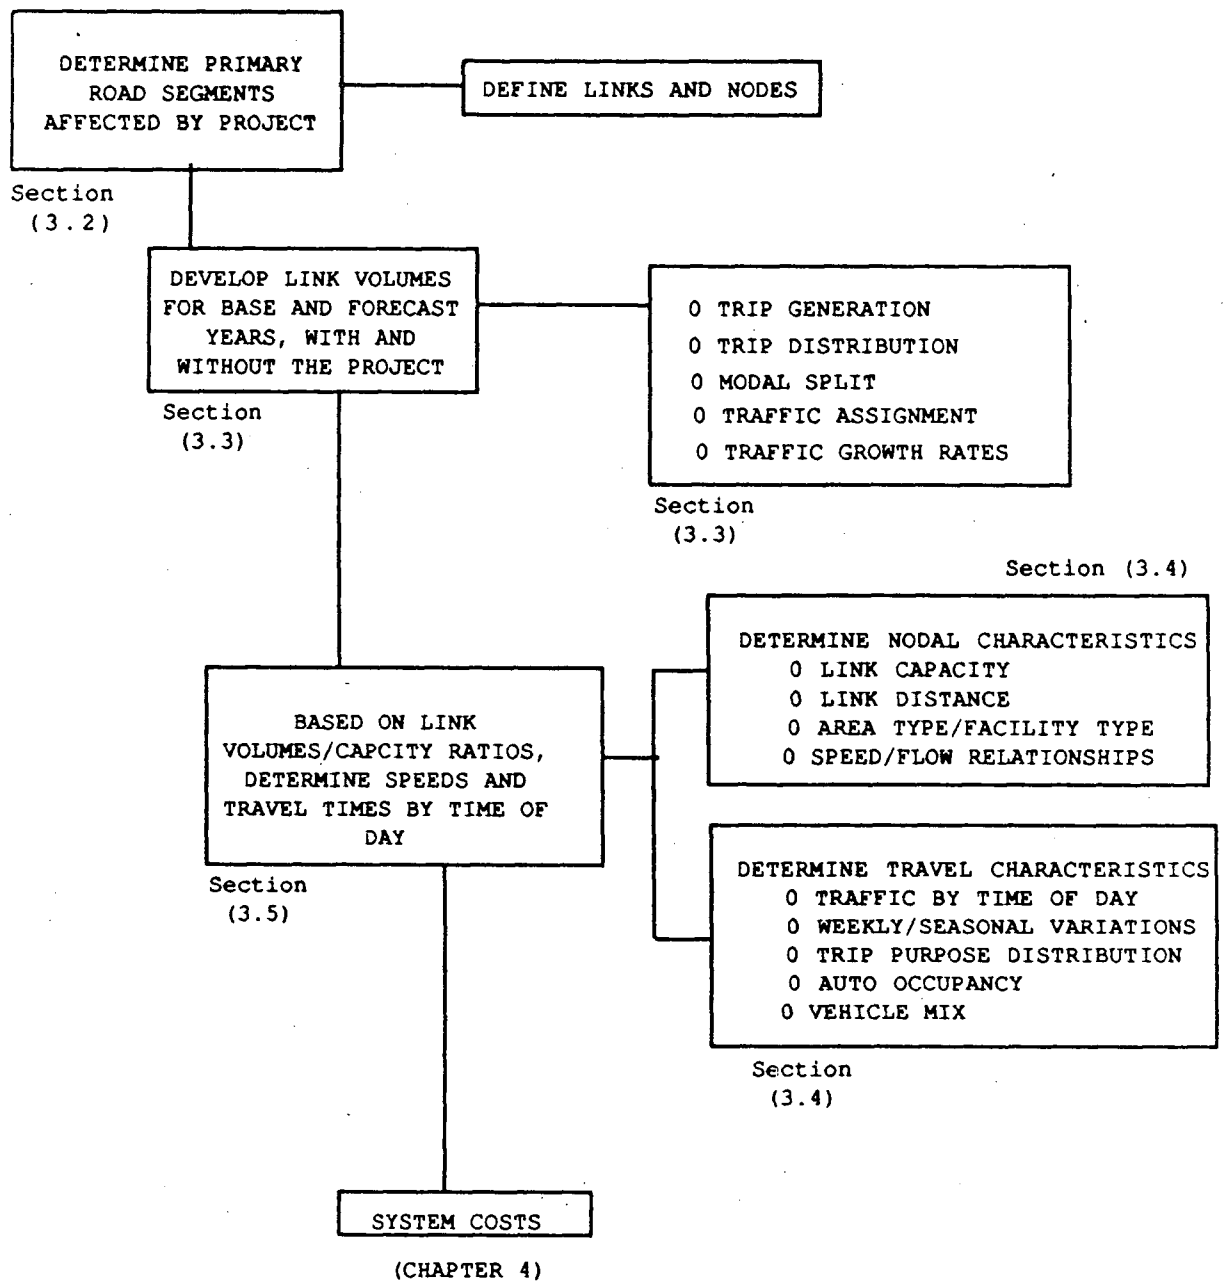 DETERMINE PRIMARY
ROAD SEGMENTS
AFFECTED BY PROJECT
DEFINE LINKS AND NODES
Section
(3.2)
DEVELOP LINK VOLUMES
FOR BASE AND FORECAST
YEARS, WITH AND
WITHOUT THE PROJECT
Section
(3.3)
0 TRIP GENERATION
0 TRIP DISTRIBUTION
0 MODAL SPLIT
0 TRAFFIC ASSIGNMENT
0 TRAFFIC GROWTH RATES
Section
(3.3)
Section (3.4)
DETERMINE NODAL CHARACTERISTICS
0 LINK CAPACITY
0 LINK DISTANCE
0 AREA TYPE/FACILITY TYPE
0 SPEED/FLOW RELATIONSHIPS
BASED ON LINK
VOLUMES/CAPCITY RATIOS,
DETERMINE SPEEDS AND
TRAVEL TIMES BY TIME OF
DAY
Section
(3.5)
DETERMINE TRAVEL CHARACTERISTICS
0 TRAFFIC BY TIME OF DAY
0 WEEKLY/SEASONAL VARIATIONS
0 TRIP PURPOSE DISTRIBUTION
0 AUTO OCCUPANCY
0 VEHICLE MIX
Section
(3.4)
SYSTEM COSTS
(CHAPTER 4)